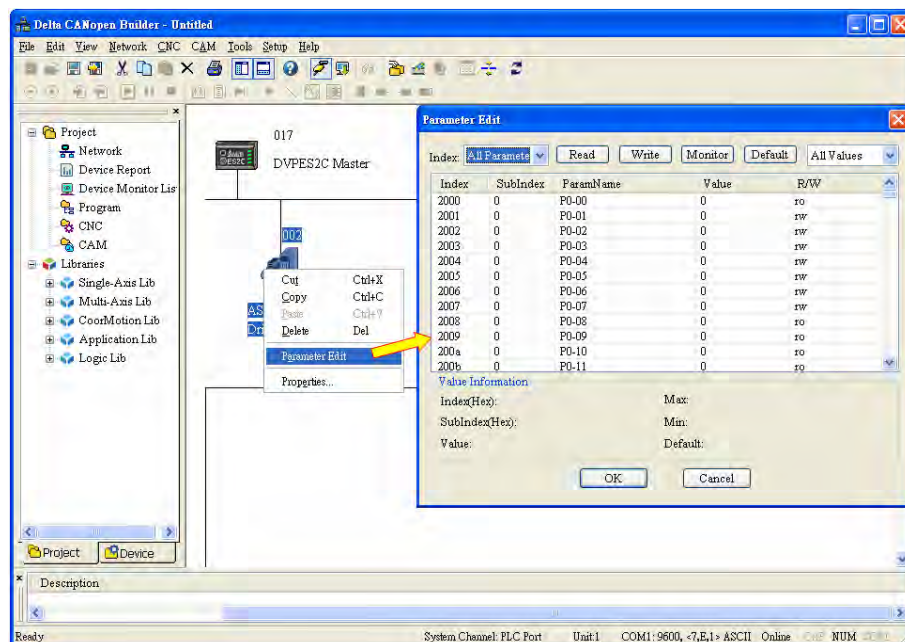 Delta CANopen Builder - Untitled
File Edit View Network CNC CAM Tools Setup Help
Project
Network
Device Report
Device Monitor Lis
Program
CNC
CAM
Libraries
Single-Axis Lib
Multi-Axis Lib
CoorMotion Lib
Application Lib
Logic Lib
Project Device
017
DVPES2C Master
002
AS
Dri
Cut Ctrl+X
Copy Ctrl+C
Paste Ctrl+V
Delete Del
Parameter Edit
Properties...
Parameter Edit
Index: All Paramete Read Write Monitor Default All Values
Index SubIndex ParamName Value R/W
2000 0 P0-00 0 ro
2001 0 P0-01 0 rw
2002 0 P0-02 0 rw
2003 0 P0-03 0 rw
2004 0 P0-04 0 rw
2005 0 P0-05 0 rw
2006 0 P0-06 0 rw
2007 0 P0-07 0 rw
2008 0 P0-08 0 ro
2009 0 P0-09 0 ro
200a 0 P0-10 0 ro
200b 0 P0-11 0 ro
Value Information
Index(Hex): Max:
SubIndex(Hex): Min:
Value: Default:
OK Cancel
Description
Ready System Channel: PLC Port Unit:1 COM1: 9600, <7,E,1> ASCII Online CAP NUM